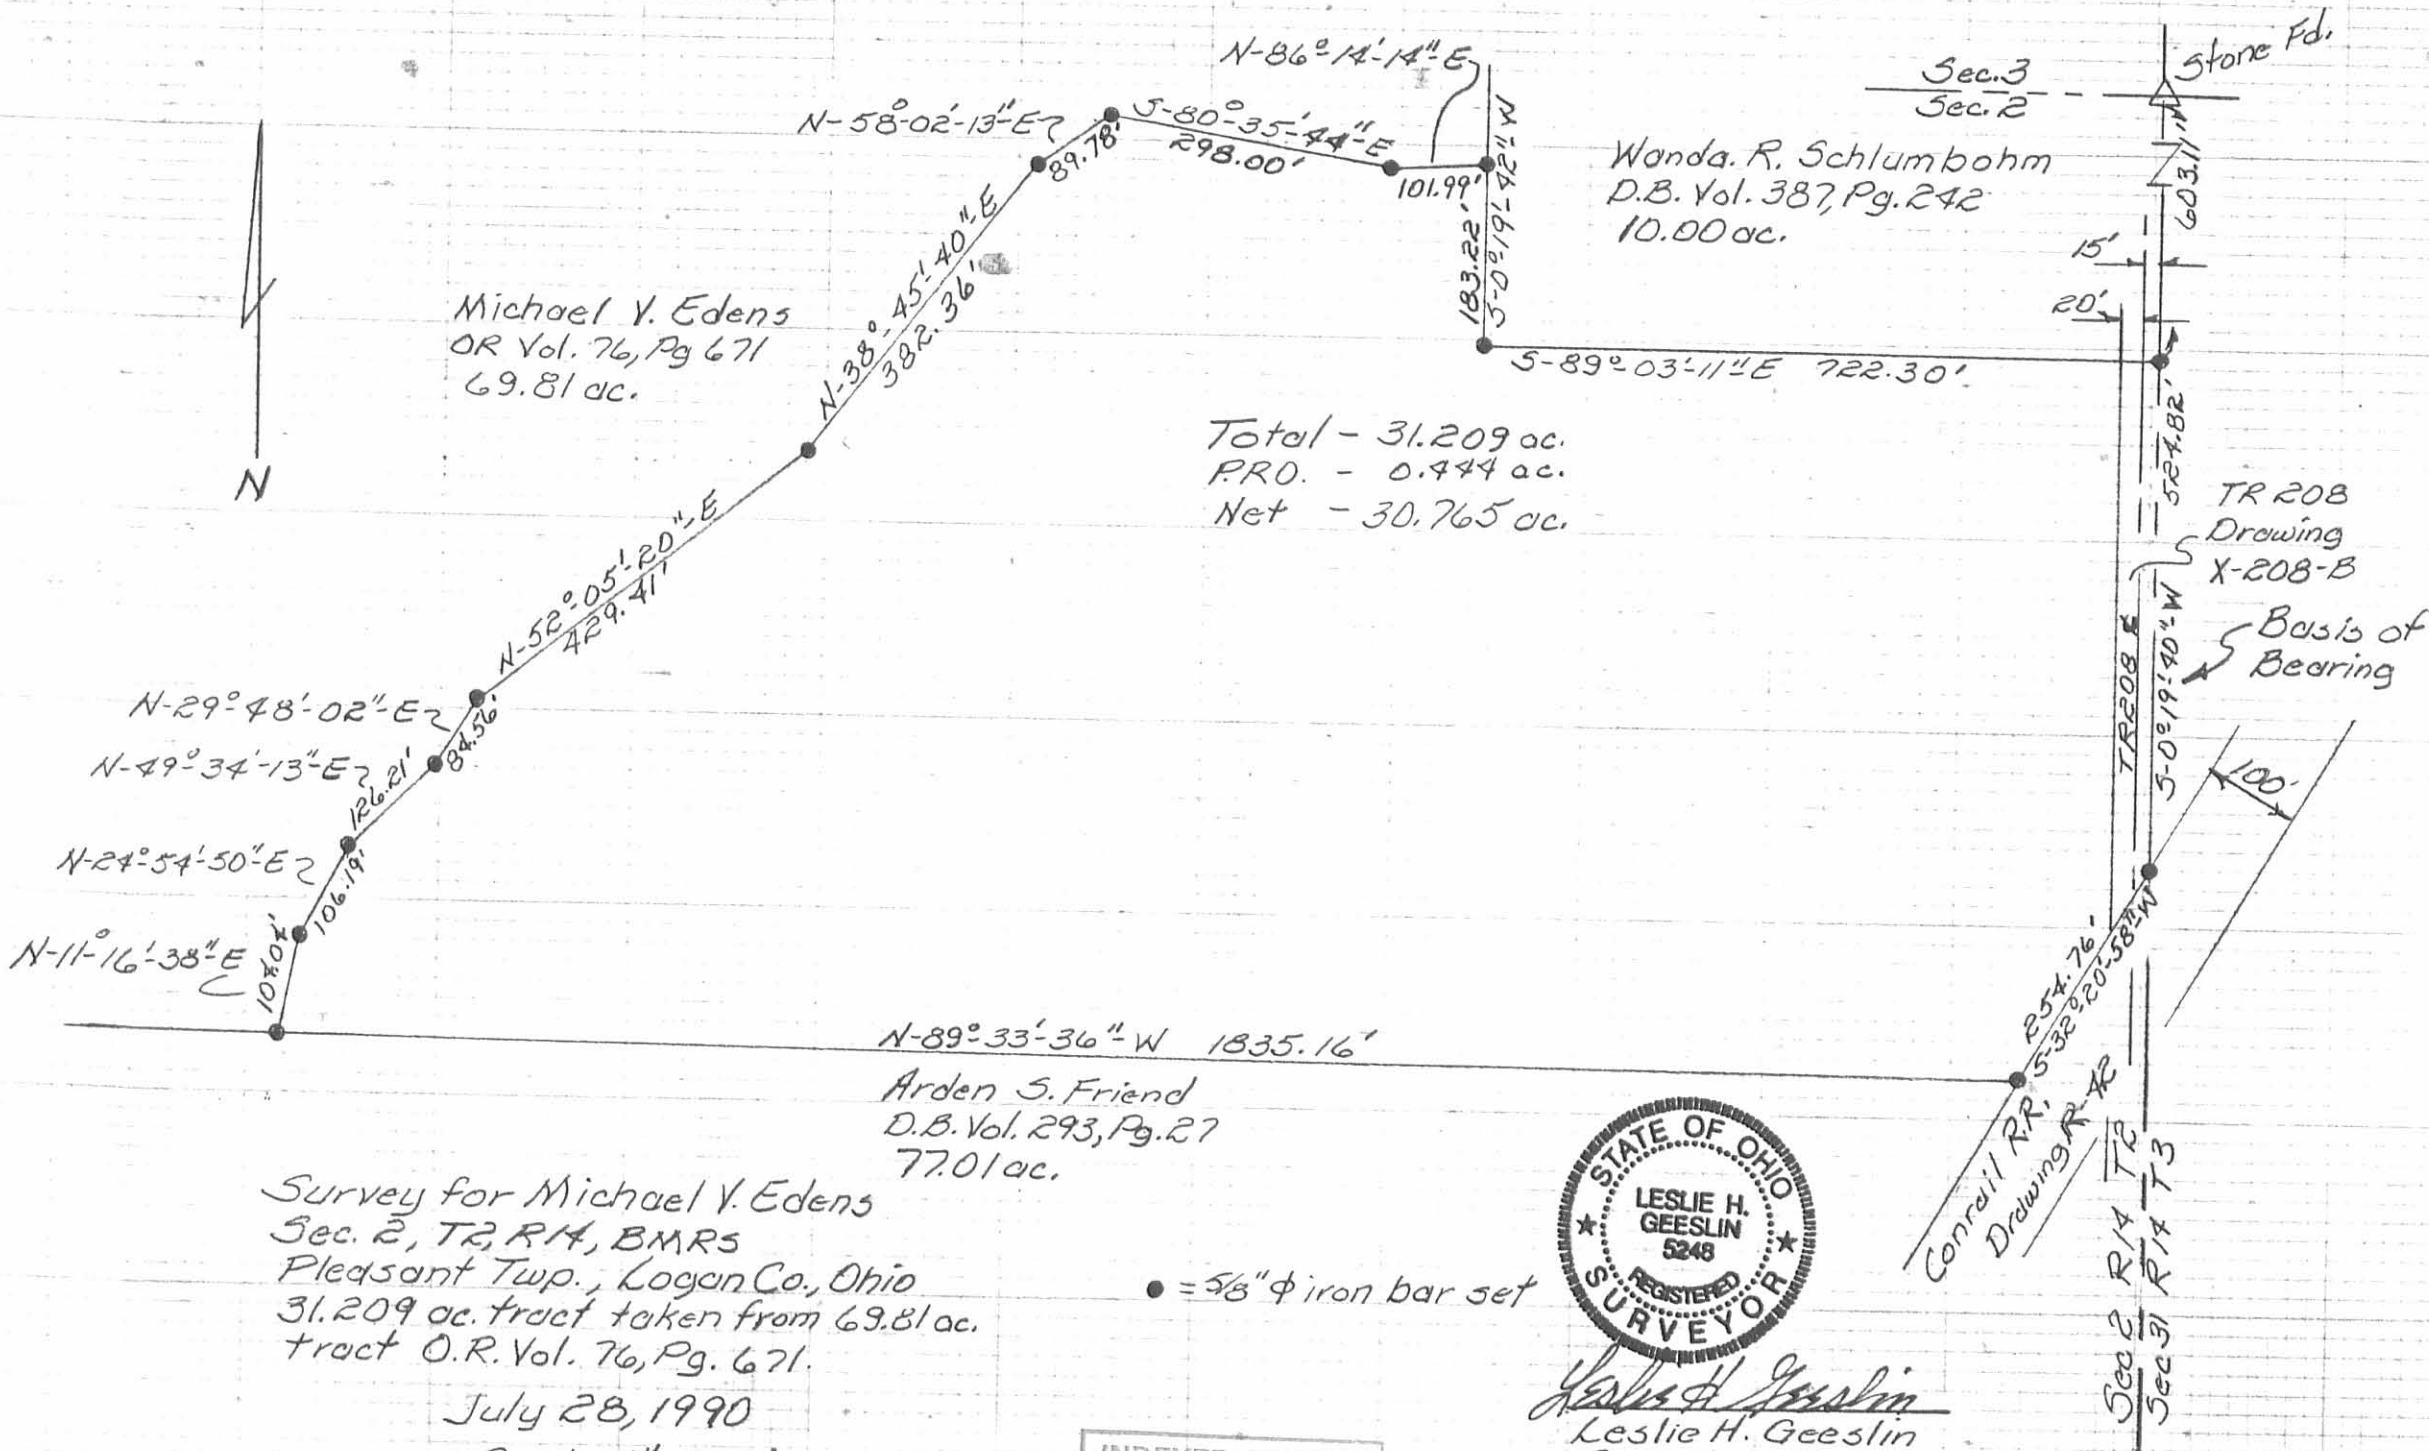 N-86°-14'-14"-E
Stone Fd.
Sec.3
Sec.2
N-58°-02'-13"-E
89.78'
S-80°-35'-44"-E
298.00'
101.99'
S-0°-19'-42"-W
183.22'
Wanda. R. Schlumbohm
D.B. Vol. 387, Pg. 242
10.00 ac.
603.11'
15'
20'
Michael V. Edens
OR Vol. 76, Pg 671
69.81 ac.
N-38°-45'-40"-E
382.36'
S-89°-03'-11"E 722.30'
Total - 31.209 ac.
P.R.O. - 0.444 ac.
Net - 30.765 ac.
N
524.82'
TR 208
Drawing
X-208-B
Basis of
Bearing
TR208 ℄
S-0°-19'-40"-W
100'
N-52°-05'-20"-E
429.41'
N-29°-48'-02"-E
84.56'
N-49°-34'-13"-E
126.21'
N-24°-54'-50"-E
106.19'
N-11°-16'-38"-E
104.04'
254.76'
S-32°-20'-58"-W
N-89°-33'-36"-W 1835.16'
Arden S. Friend
D.B. Vol. 293, Pg. 27
77.01 ac.
Conrail R.R.
Drawing R-42
Sec 2 R14 T2
Sec 31 R14 T3
Survey for Michael V. Edens
Sec. 2, T2, R14, BMRS
Pleasant Twp., Logan Co., Ohio
31.209 ac. tract taken from 69.81 ac.
tract O.R. Vol. 76, Pg. 671.
July 28, 1990
● = 5/8" ϕ iron bar set
STATE OF OHIO
LESLIE H.
GEESLIN
5248
REGISTERED
SURVEYOR
Leslie H Geeslin
Leslie H. Geeslin